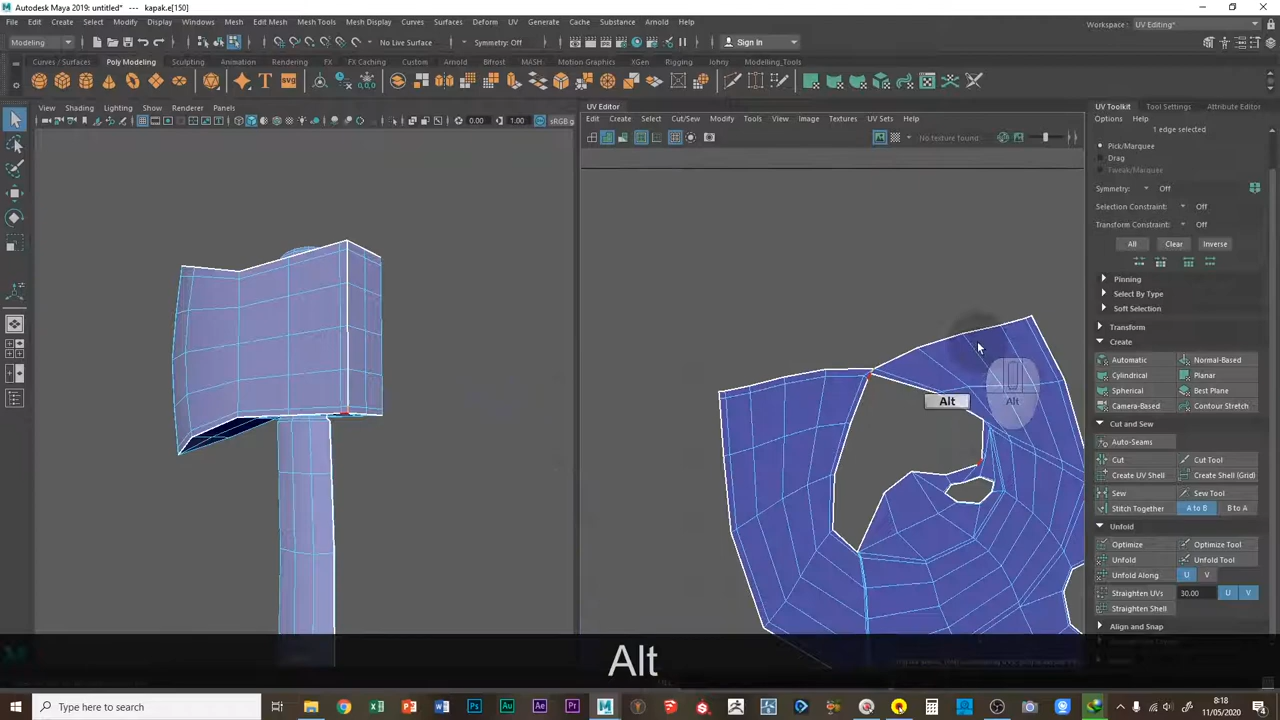 Autodesk Maya 2019: untitled* --- kapak.e[150]
File Edit Create Select Modify Display Windows Mesh Edit Mesh Mesh Tools Mesh Display Curves Surfaces Deform UV Generate Cache Substance Arnold Help
Workspace: UV Editing*
Modeling No Live Surface Symmetry: Off Sign In
Curves / Surfaces Poly Modeling Sculpting Animation Rendering FX FX Caching Custom Arnold Bifrost MASH Motion Graphics XGen Rigging Johny Modelling_Tools
SVG
View Shading Lighting Show Renderer Panels
0.00 1.00 sRGB g
UV Editor
Edit Create Select Cut/Sew Modify Tools View Image Textures UV Sets Help
No texture found
UV Toolkit Tool Settings Attribute Editor
Options Help
1 edge selected
Pick/Marquee
Drag
Tweak/Marquee
Symmetry: Off
Selection Constraint: Off
Transform Constraint: Off
All Clear Inverse
Pinning
Select By Type
Soft Selection
Transform
Create
Automatic Normal-Based
Cylindrical Planar
Spherical Best Plane
Camera-Based Contour Stretch
Cut and Sew
Auto-Seams
Cut Cut Tool
Create UV Shell Create Shell (Grid)
Sew Sew Tool
Stitch Together A to B B to A
Unfold
Optimize Optimize Tool
Unfold Unfold Tool
Unfold Along U V
Straighten UVs 30.00 U V
Straighten Shell
Align and Snap
Alt
Alt
Alt
Type here to search
8:18
11/05/2020